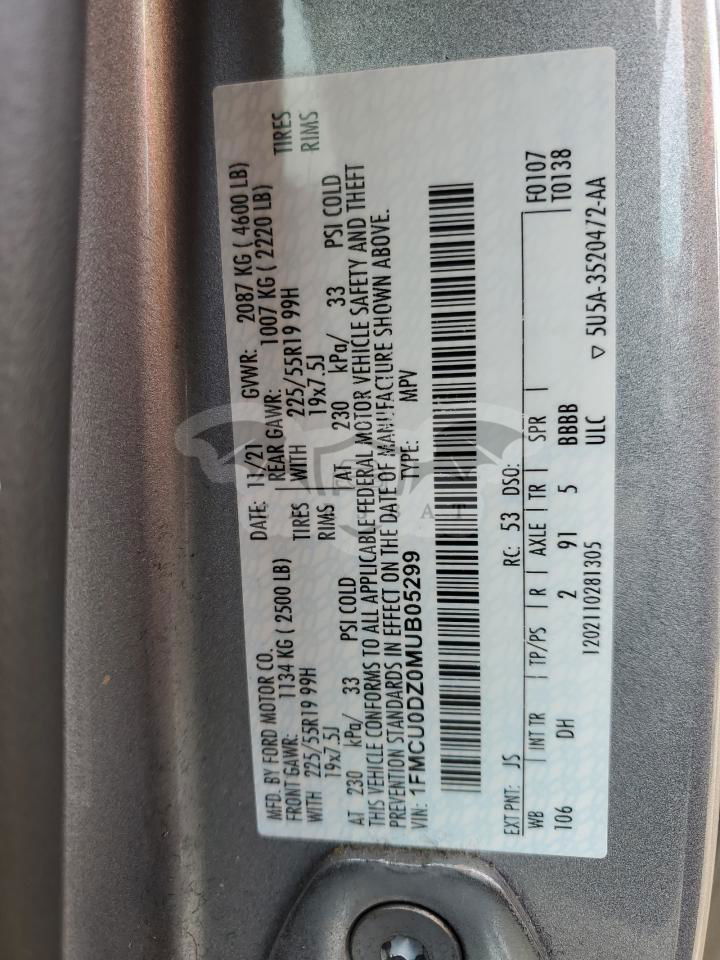 MFD. BY FORD MOTOR CO. DATE: 11/21 GVWR: 2087 KG ( 4600 LB)
FRONT GAWR: 1134 KG ( 2500 LB) REAR GAWR: 1007 KG ( 2220 LB)
WITH 225/55R19 99H TIRES WITH 225/55R19 99H TIRES
19x7.5J RIMS 19x7.5J RIMS
AT 230 kPa/ 33 PSI COLD AT 230 kPa/ 33 PSI COLD
THIS VEHICLE CONFORMS TO ALL APPLICABLE FEDERAL MOTOR VEHICLE SAFETY AND THEFT
PREVENTION STANDARDS IN EFFECT ON THE DATE OF MANUFACTURE SHOWN ABOVE.
VIN: 1FMCU0DZ0MUB05299 TYPE: MPV
EXT PNT: JS RC: 53 DSO: F0107
WB INT TR TP/PS R AXLE TR SPR T0138
106 DH 2 91 5 BBBB
ULC
1202110281305 ▽ 5U5A-3520472-AA